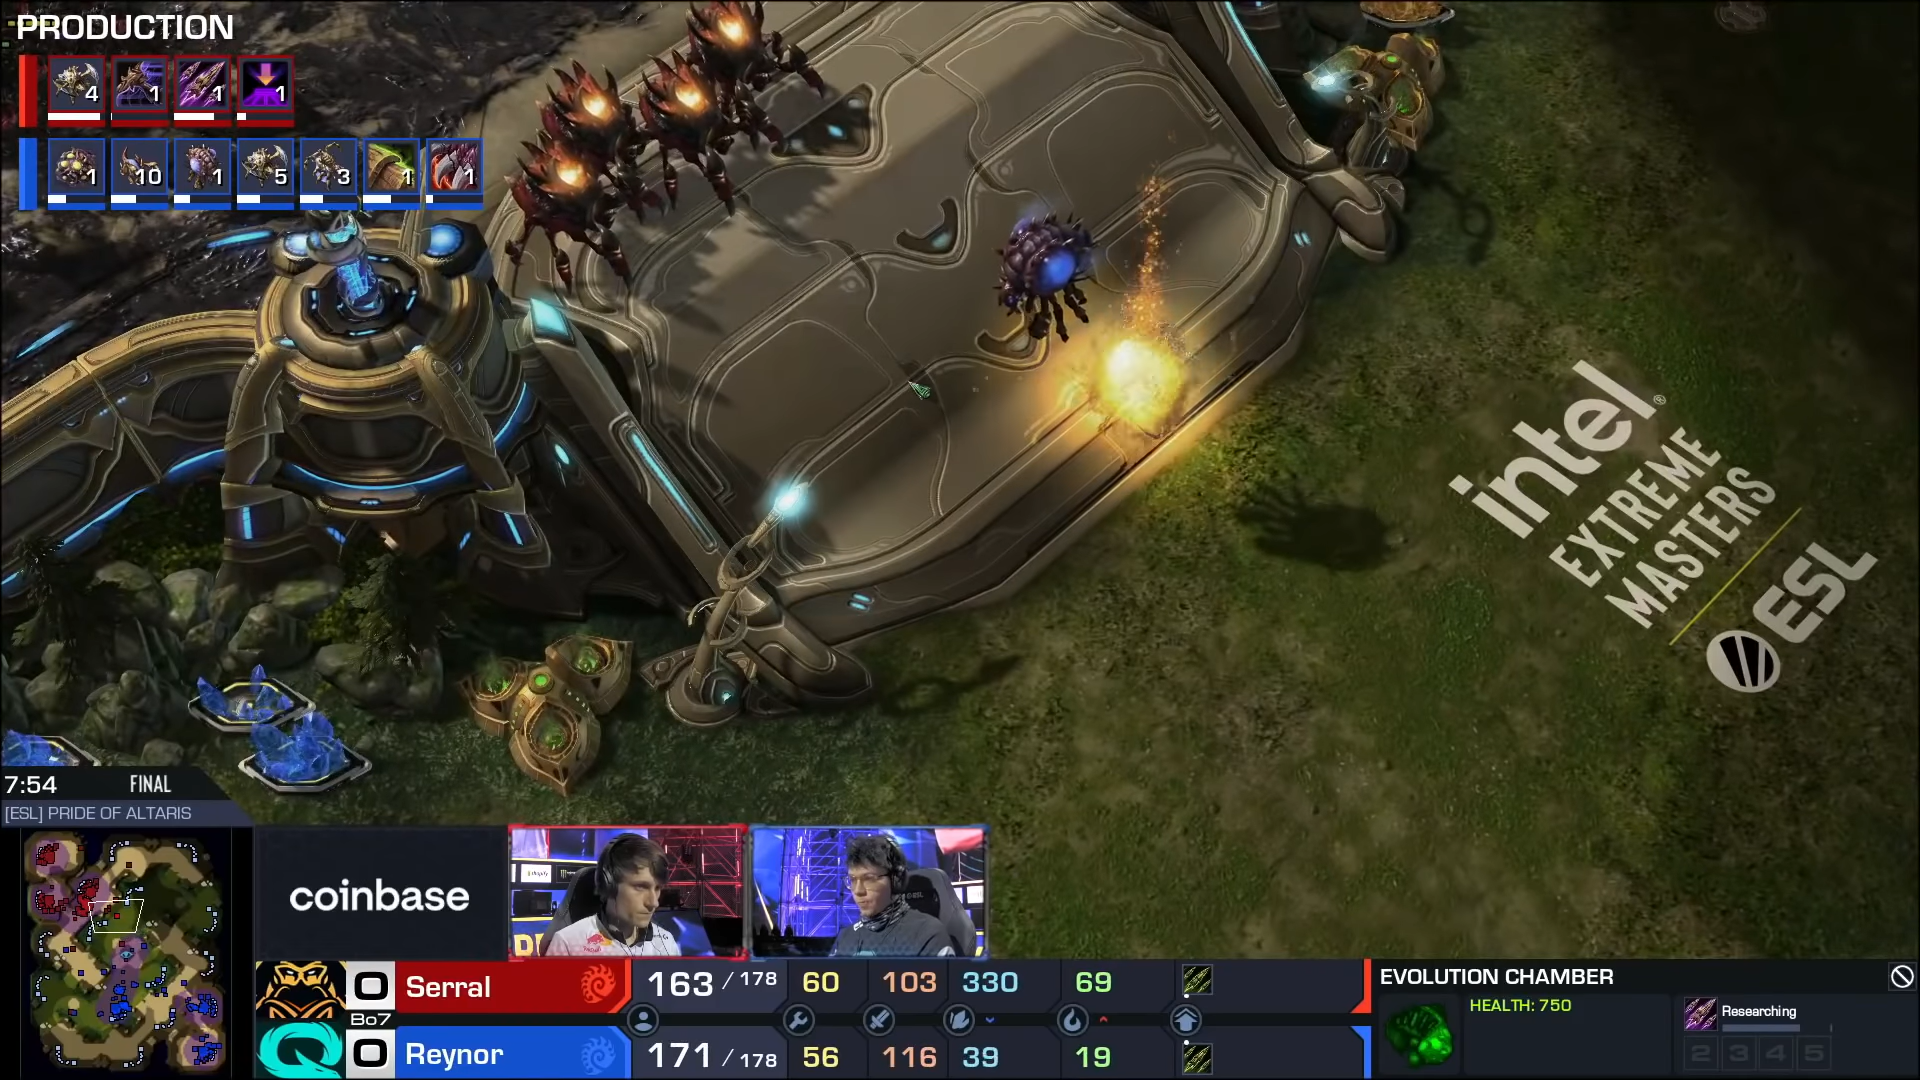 PRODUCTION
4 1 1 1
1 10 1 5 3 1 1
intel
EXTREME
MASTERS
ESL
7:54 FINAL
[ESL] PRIDE OF ALTARIS
coinbase
0 Serral 163 / 178 60 103 330 69
Bo7
0 Reynor 171 / 178 56 116 39 19
EVOLUTION CHAMBER
HEALTH: 750
Researching
2 3 4 5